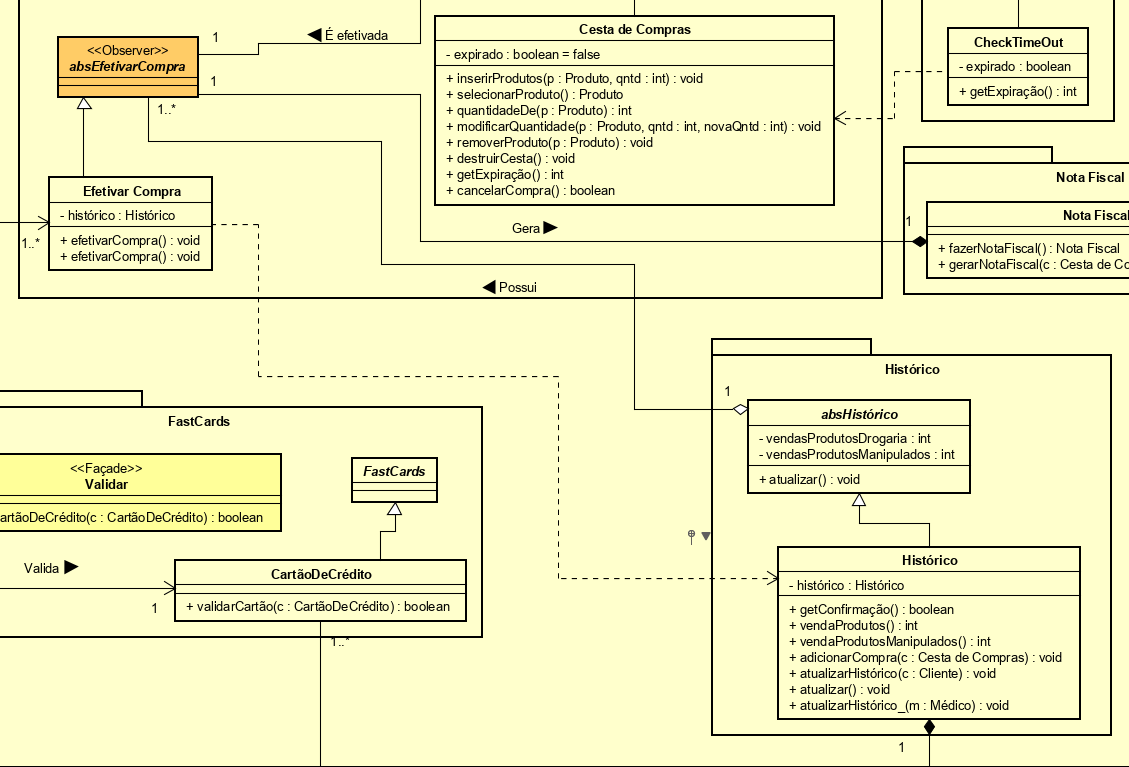 1
É efetivada
<<Observer>>
absEfetivarCompra
1
1..*
Cesta de Compras
- expirado : boolean = false
+ inserirProdutos(p : Produto, qntd : int) : void
+ selecionarProduto() : Produto
+ quantidadeDe(p : Produto) : int
+ modificarQuantidade(p : Produto, qntd : int, novaQntd : int) : void
+ removerProduto(p : Produto) : void
+ destruirCesta() : void
+ getExpiração() : int
+ cancelarCompra() : boolean
CheckTimeOut
- expirado : boolean
+ getExpiração() : int
Efetivar Compra
- histórico : Histórico
+ efetivarCompra() : void
+ efetivarCompra() : void
1..*
Gera
Possui
Nota Fiscal
1
Nota Fiscal
+ fazerNotaFiscal() : Nota Fiscal
+ gerarNotaFiscal(c : Cesta de Co
FastCards
<<Façade>>
Validar
artãoDeCrédito(c : CartãoDeCrédito) : boolean
FastCards
Valida
1
CartãoDeCrédito
+ validarCartão(c : CartãoDeCrédito) : boolean
1..*
Histórico
1
absHistórico
- vendasProdutosDrogaria : int
- vendasProdutosManipulados : int
+ atualizar() : void
Histórico
- histórico : Histórico
+ getConfirmação() : boolean
+ vendaProdutos() : int
+ vendaProdutosManipulados() : int
+ adicionarCompra(c : Cesta de Compras) : void
+ atualizarHistórico(c : Cliente) : void
+ atualizar() : void
+ atualizarHistórico_(m : Médico) : void
1